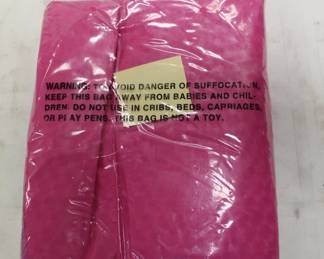 WARNING: TO AVOID DANGER OF SUFFOCATION,
KEEP THIS BAG AWAY FROM BABIES AND CHIL-
DREN. DO NOT USE IN CRIBS, BEDS, CARRIAGES,
OR PLAY PENS. THIS BAG IS NOT A TOY.